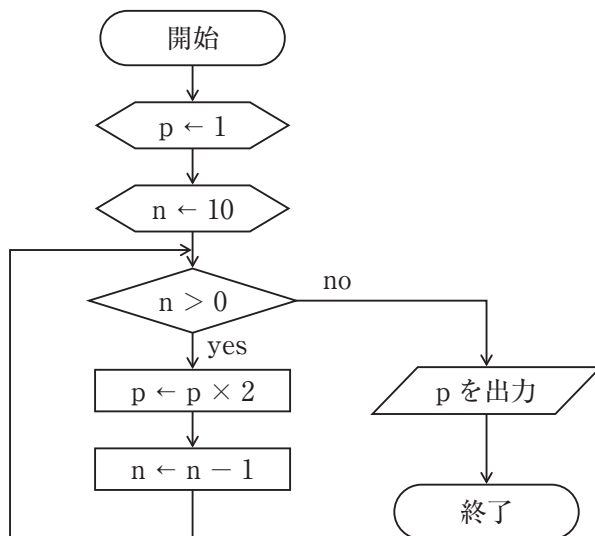 開始
p ← 1
n ← 10
n > 0
no
yes
p ← p × 2
n ← n − 1
p を出力
終了